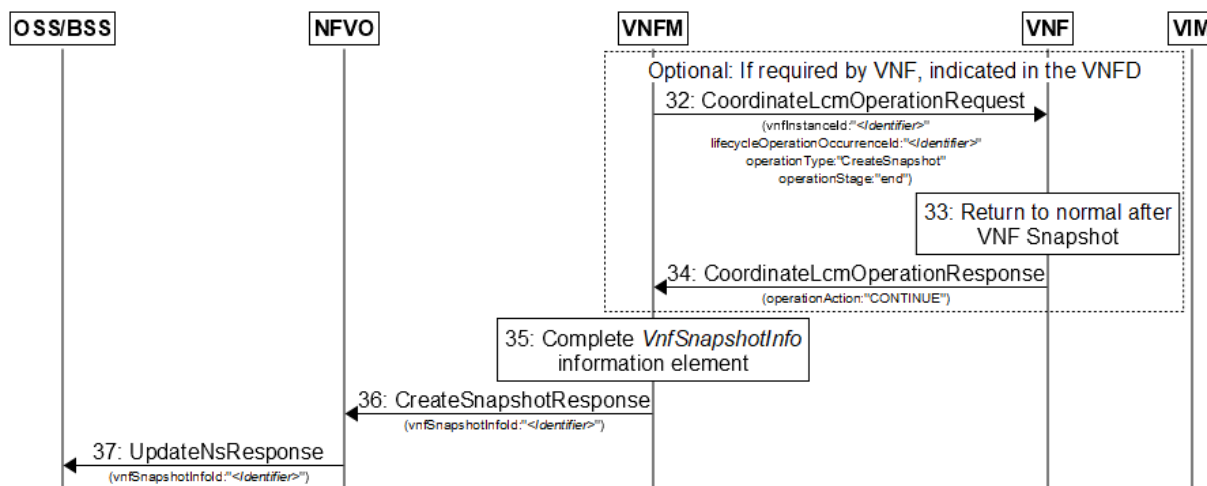 OSS/BSS NFVO VNFM VNF VIM
Optional: If required by VNF, indicated in the VNFD
32: CoordinateLcmOperationRequest
(vnfInstanceId:"<Identifier>"
lifecycleOperationOccurrenceId:"<Identifier>"
operationType:"CreateSnapshot"
operationStage:"end")
33: Return to normal after
VNF Snapshot
34: CoordinateLcmOperationResponse
(operationAction:"CONTINUE")
35: Complete VnfSnapshotInfo
information element
36: CreateSnapshotResponse
(vnfSnapshotInfoId:"<Identifier>")
37: UpdateNsResponse
(vnfSnapshotInfoId:"<Identifier>")